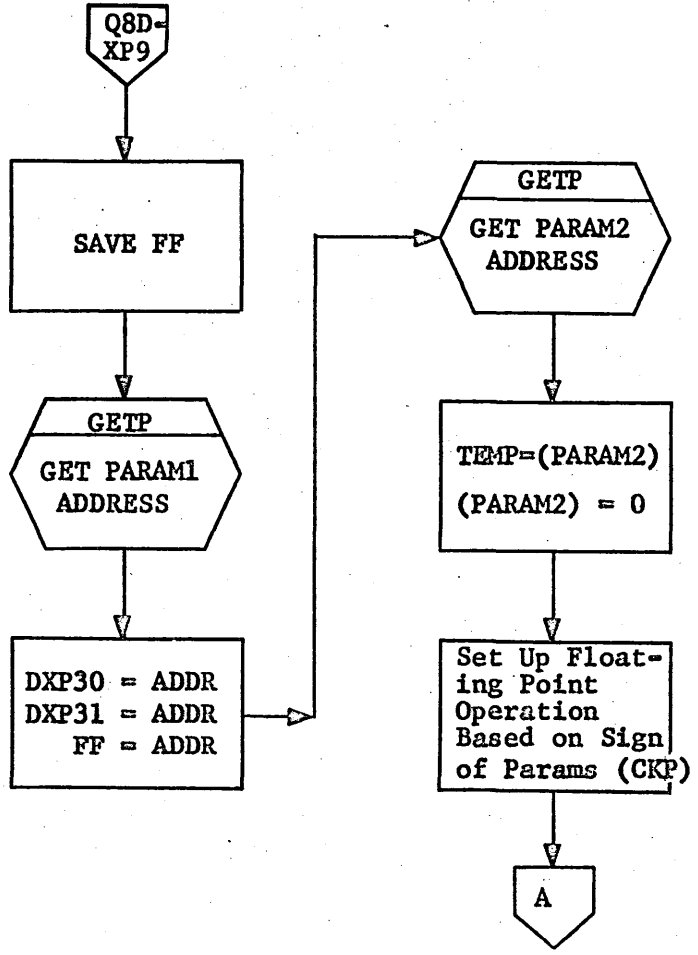 Q8D-
XP9
SAVE FF
GETP
GET PARAM1
ADDRESS
DXP30 = ADDR
DXP31 = ADDR
FF = ADDR
GETP
GET PARAM2
ADDRESS
TEMP=(PARAM2)
(PARAM2) = 0
Set Up Float-
ing Point
Operation
Based on Sign
of Params (CKP)
A